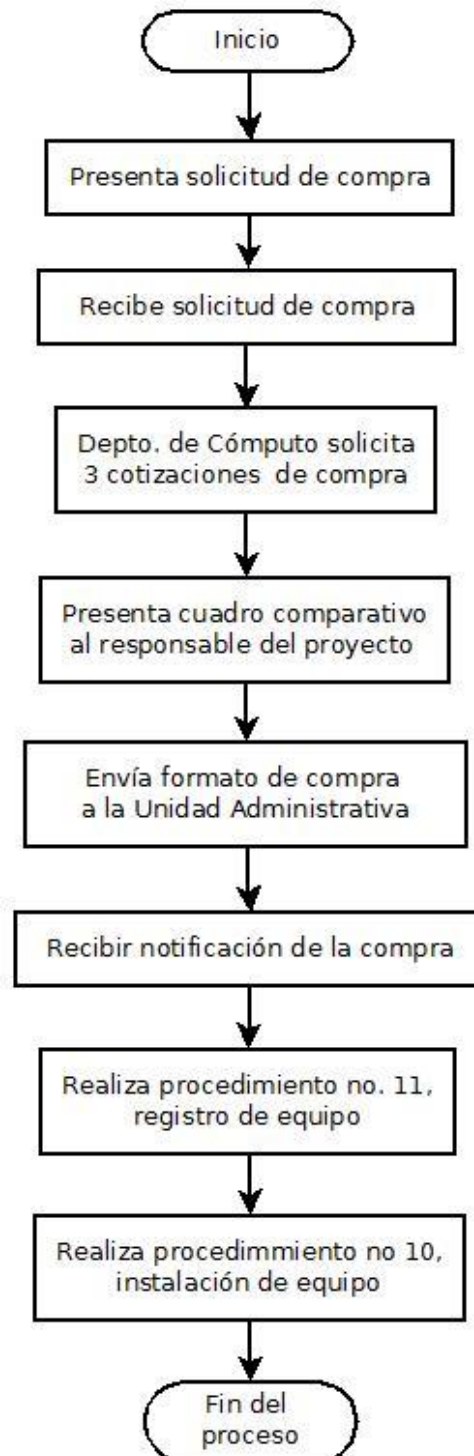 Inicio
Presenta solicitud de compra
Recibe solicitud de compra
Depto. de Cómputo solicita
3 cotizaciones de compra
Presenta cuadro comparativo
al responsable del proyecto
Envía formato de compra
a la Unidad Administrativa
Recibir notificación de la compra
Realiza procedimiento no. 11,
registro de equipo
Realiza procedimmiento no 10,
instalación de equipo
Fin del
proceso